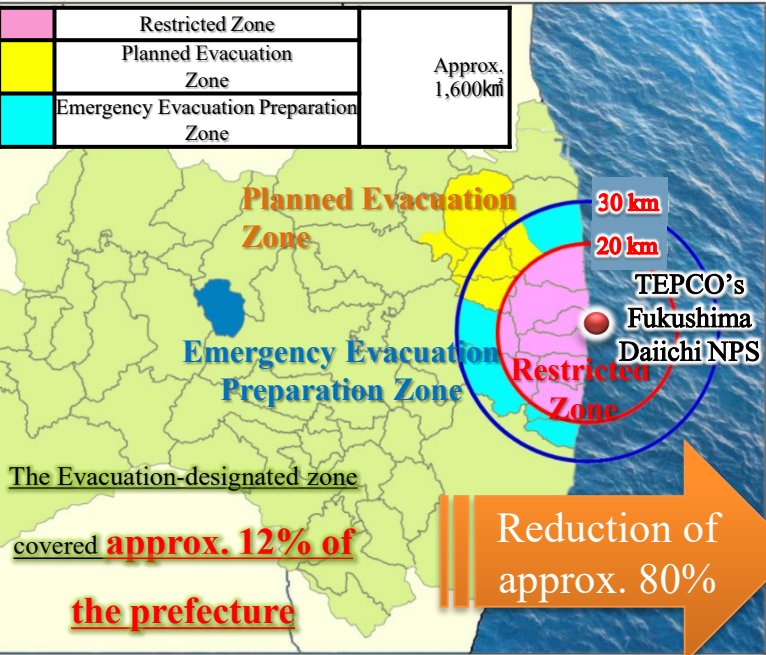 Restricted Zone
Planned Evacuation
Zone
Emergency Evacuation Preparation
Zone
Approx.
1,600㎢
Planned Evacuation
Zone
30 km
20 km
TEPCO’s
Fukushima
Daiichi NPS
Emergency Evacuation
Preparation Zone
Restricted
Zone
The Evacuation-designated zone
covered approx. 12% of
the prefecture
Reduction of
approx. 80%